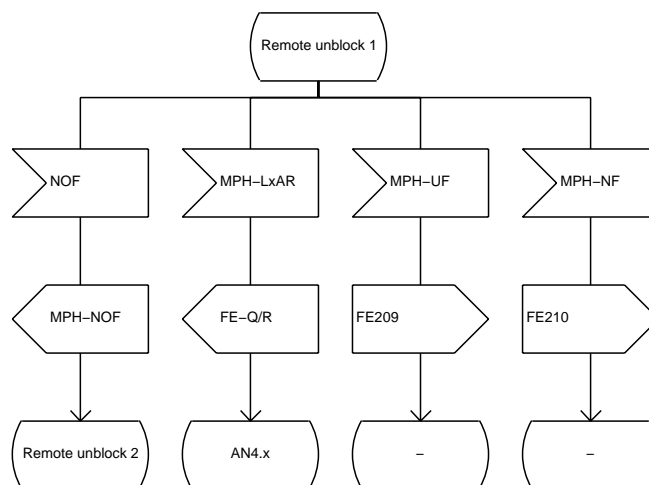 Remote unblock 1
NOF
MPH−LxAR
MPH−UF
MPH−NF
MPH−NOF
FE−Q/R
FE209
FE210
Remote unblock 2
AN4.x
−
−